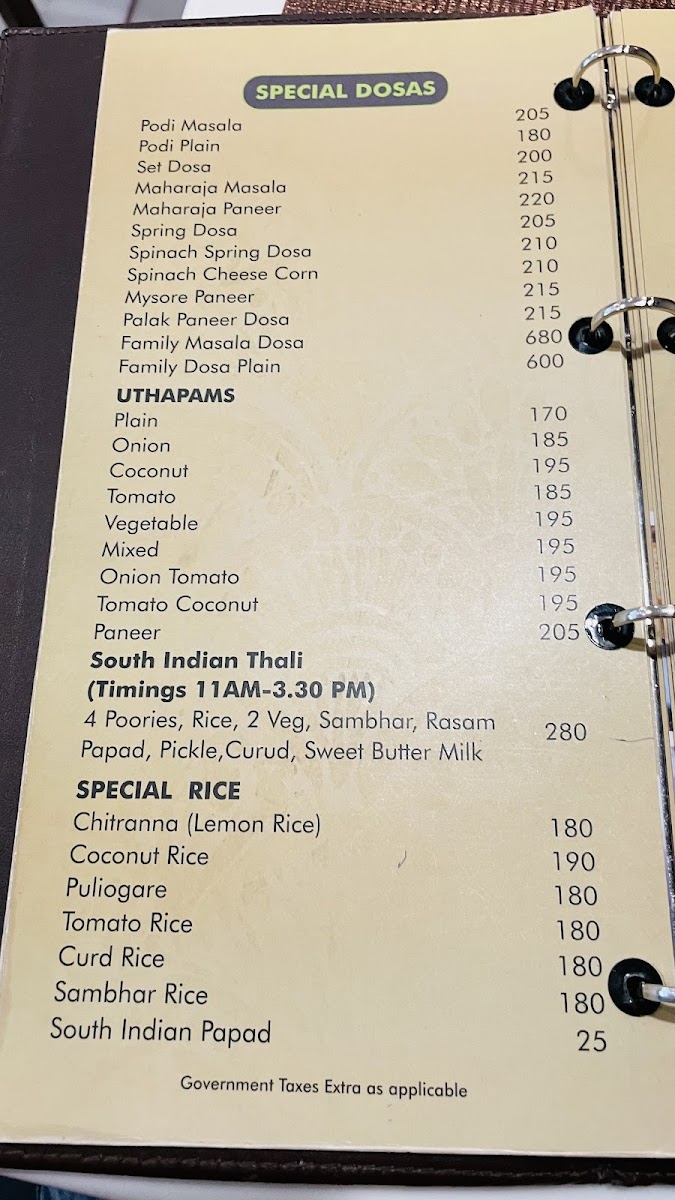 SPECIAL DOSAS
Podi Masala 205
Podi Plain 180
Set Dosa 200
Maharaja Masala 215
Maharaja Paneer 220
Spring Dosa 205
Spinach Spring Dosa 210
Spinach Cheese Corn 210
Mysore Paneer 215
Palak Paneer Dosa 215
Family Masala Dosa 680
Family Dosa Plain 600
UTHAPAMS
Plain 170
Onion 185
Coconut 195
Tomato 185
Vegetable 195
Mixed 195
Onion Tomato 195
Tomato Coconut 195
Paneer 205
South Indian Thali
(Timings 11AM-3.30 PM)
4 Poories, Rice, 2 Veg, Sambhar, Rasam 280
Papad, Pickle,Curud, Sweet Butter Milk
SPECIAL RICE
Chitranna (Lemon Rice) 180
Coconut Rice 190
Puliogare 180
Tomato Rice 180
Curd Rice 180
Sambhar Rice 180
South Indian Papad 25
Government Taxes Extra as applicable